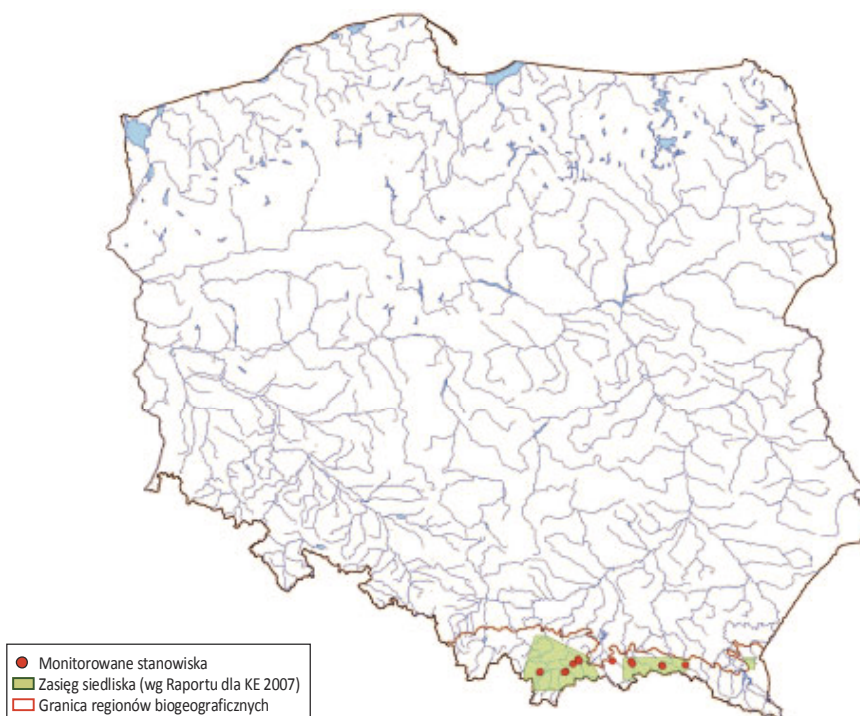 Monitorowane stanowiska
Zasięg siedliska (wg Raportu dla KE 2007)
Granica regionów biogeograficznych